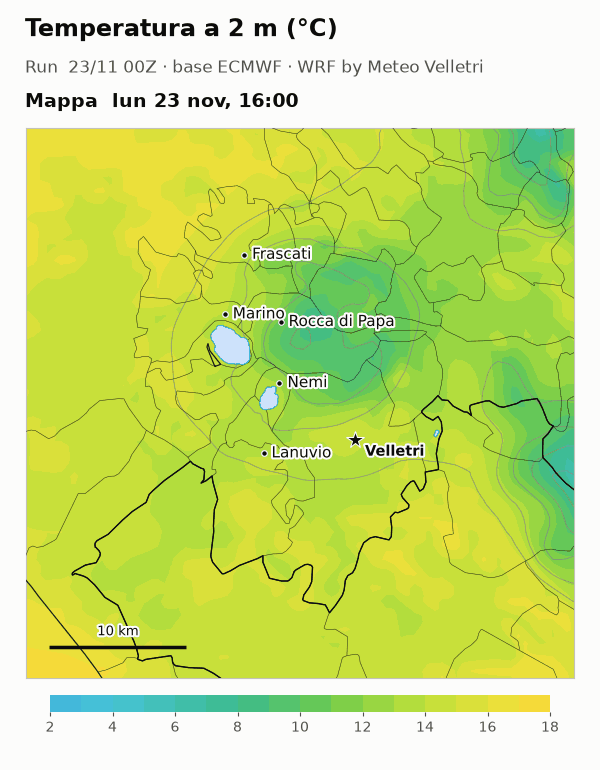 Temperatura a 2 m (°C)
Run  23/11 00Z · base ECMWF · WRF by Meteo Velletri
Mappa  lun 23 nov, 16:00
Frascati
Marino
Rocca di Papa
Nemi
Lanuvio
Velletri
10 km
2 4 6 8 10 12 14 16 18